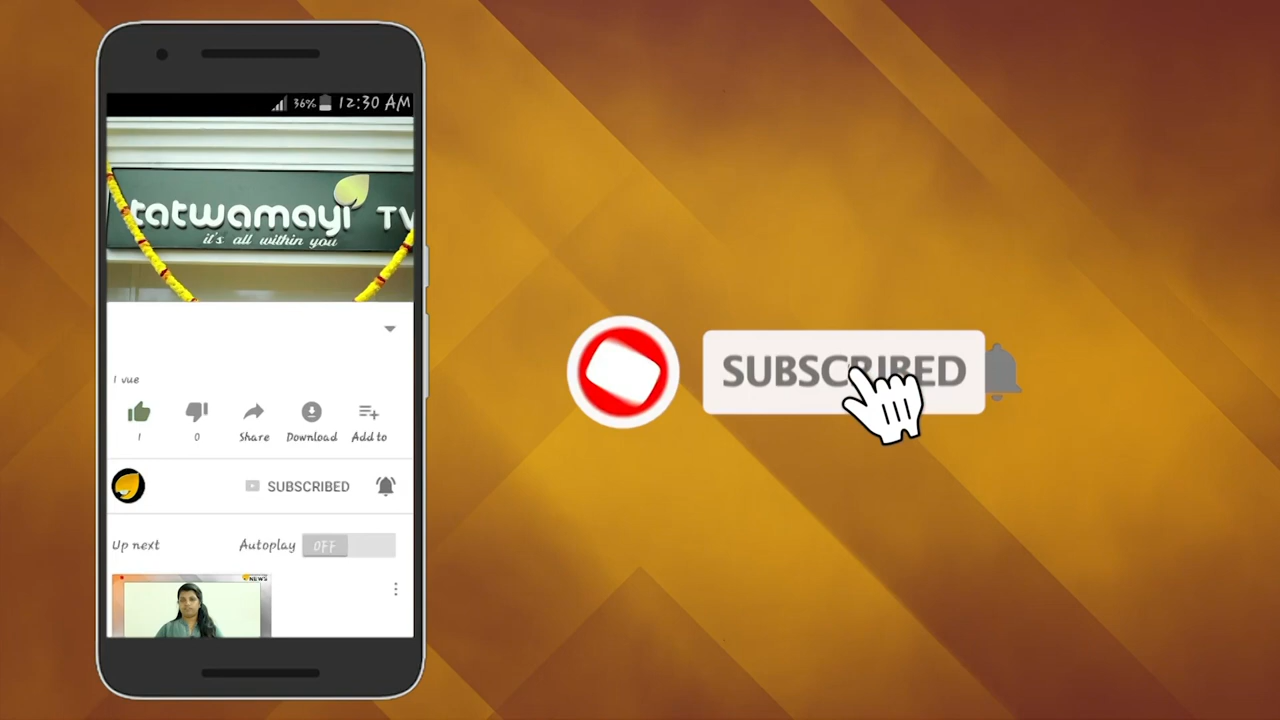 36% 12:30 AM
tatwamayi TV
it's all within you
1 vue
1 0 Share Download Add to
SUBSCRIBED
Up next Autoplay OFF
NEWS
SUBSCRIBED